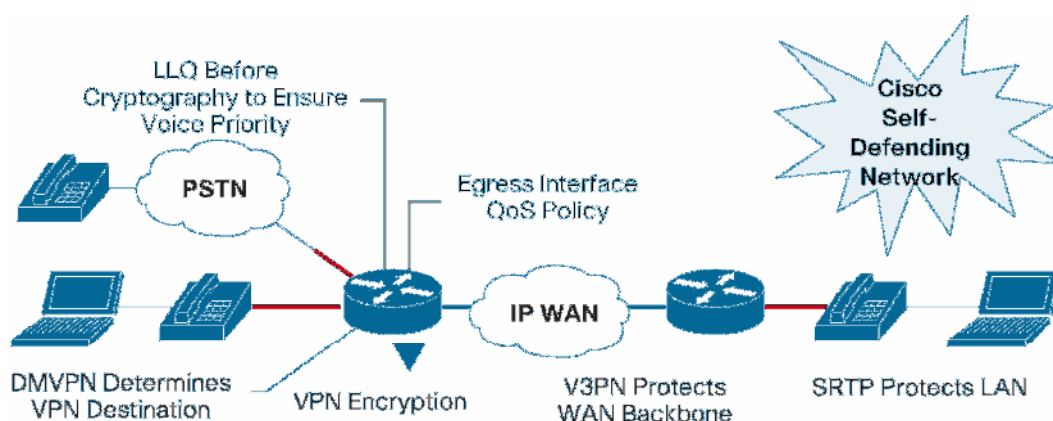 LLQ Before
Cryptography to Ensure
Voice Priority
Cisco
Self-
Defending
Network
PSTN
Egress Interface
QoS Policy
IP WAN
DMVPN Determines
VPN Destination
VPN Encryption
V3PN Protects
WAN Backbone
SRTP Protects LAN